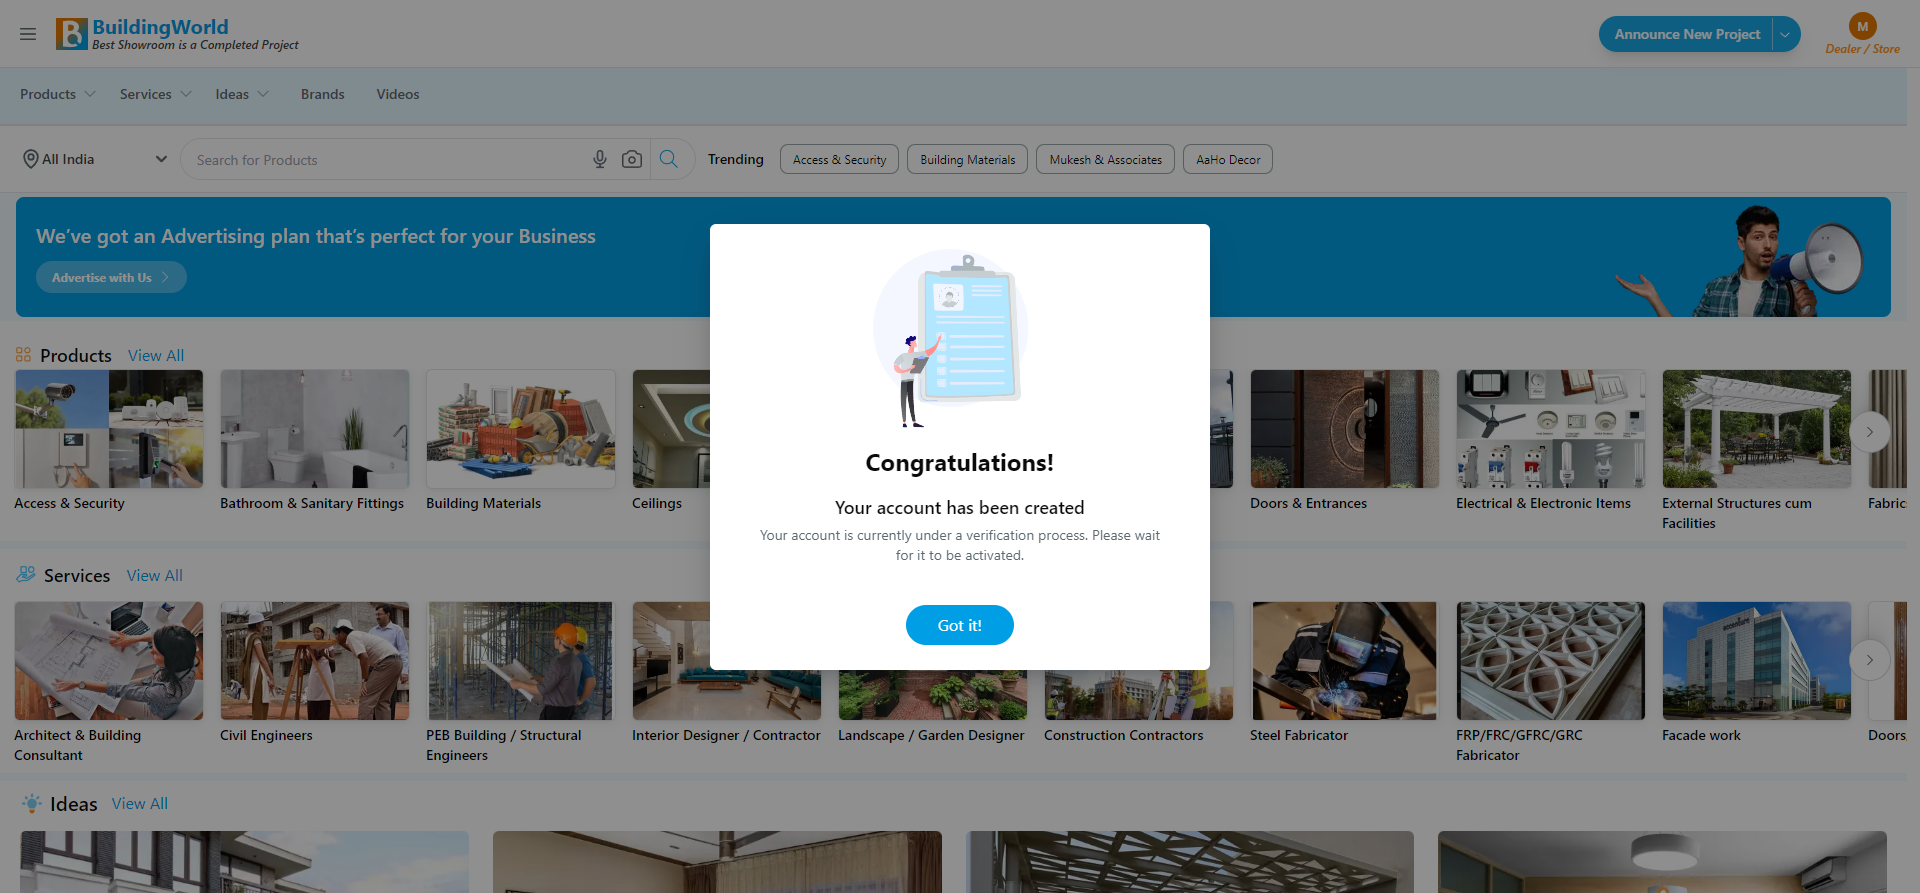 BuildingWorld
Best Showroom is a Completed Project
Announce New Project
M
Dealer / Store
Products
Services
Ideas
Brands
Videos
All India
Search for Products
Trending
Access & Security
Building Materials
Mukesh & Associates
AaHo Decor
We've got an Advertising plan that's perfect for your Business
Advertise with Us
Congratulations!
Your account has been created
Your account is currently under a verification process. Please wait
for it to be activated.
Got it!
Products View All
Access & Security
Bathroom & Sanitary Fittings
Building Materials
Ceilings
Doors & Entrances
Electrical & Electronic Items
External Structures cum
Facilities
Fabric
Services View All
Architect & Building
Consultant
Civil Engineers
PEB Building / Structural
Engineers
Interior Designer / Contractor
Landscape / Garden Designer
Construction Contractors
Steel Fabricator
FRP/FRC/GFRC/GRC
Fabricator
Facade work
Doors
Ideas View All